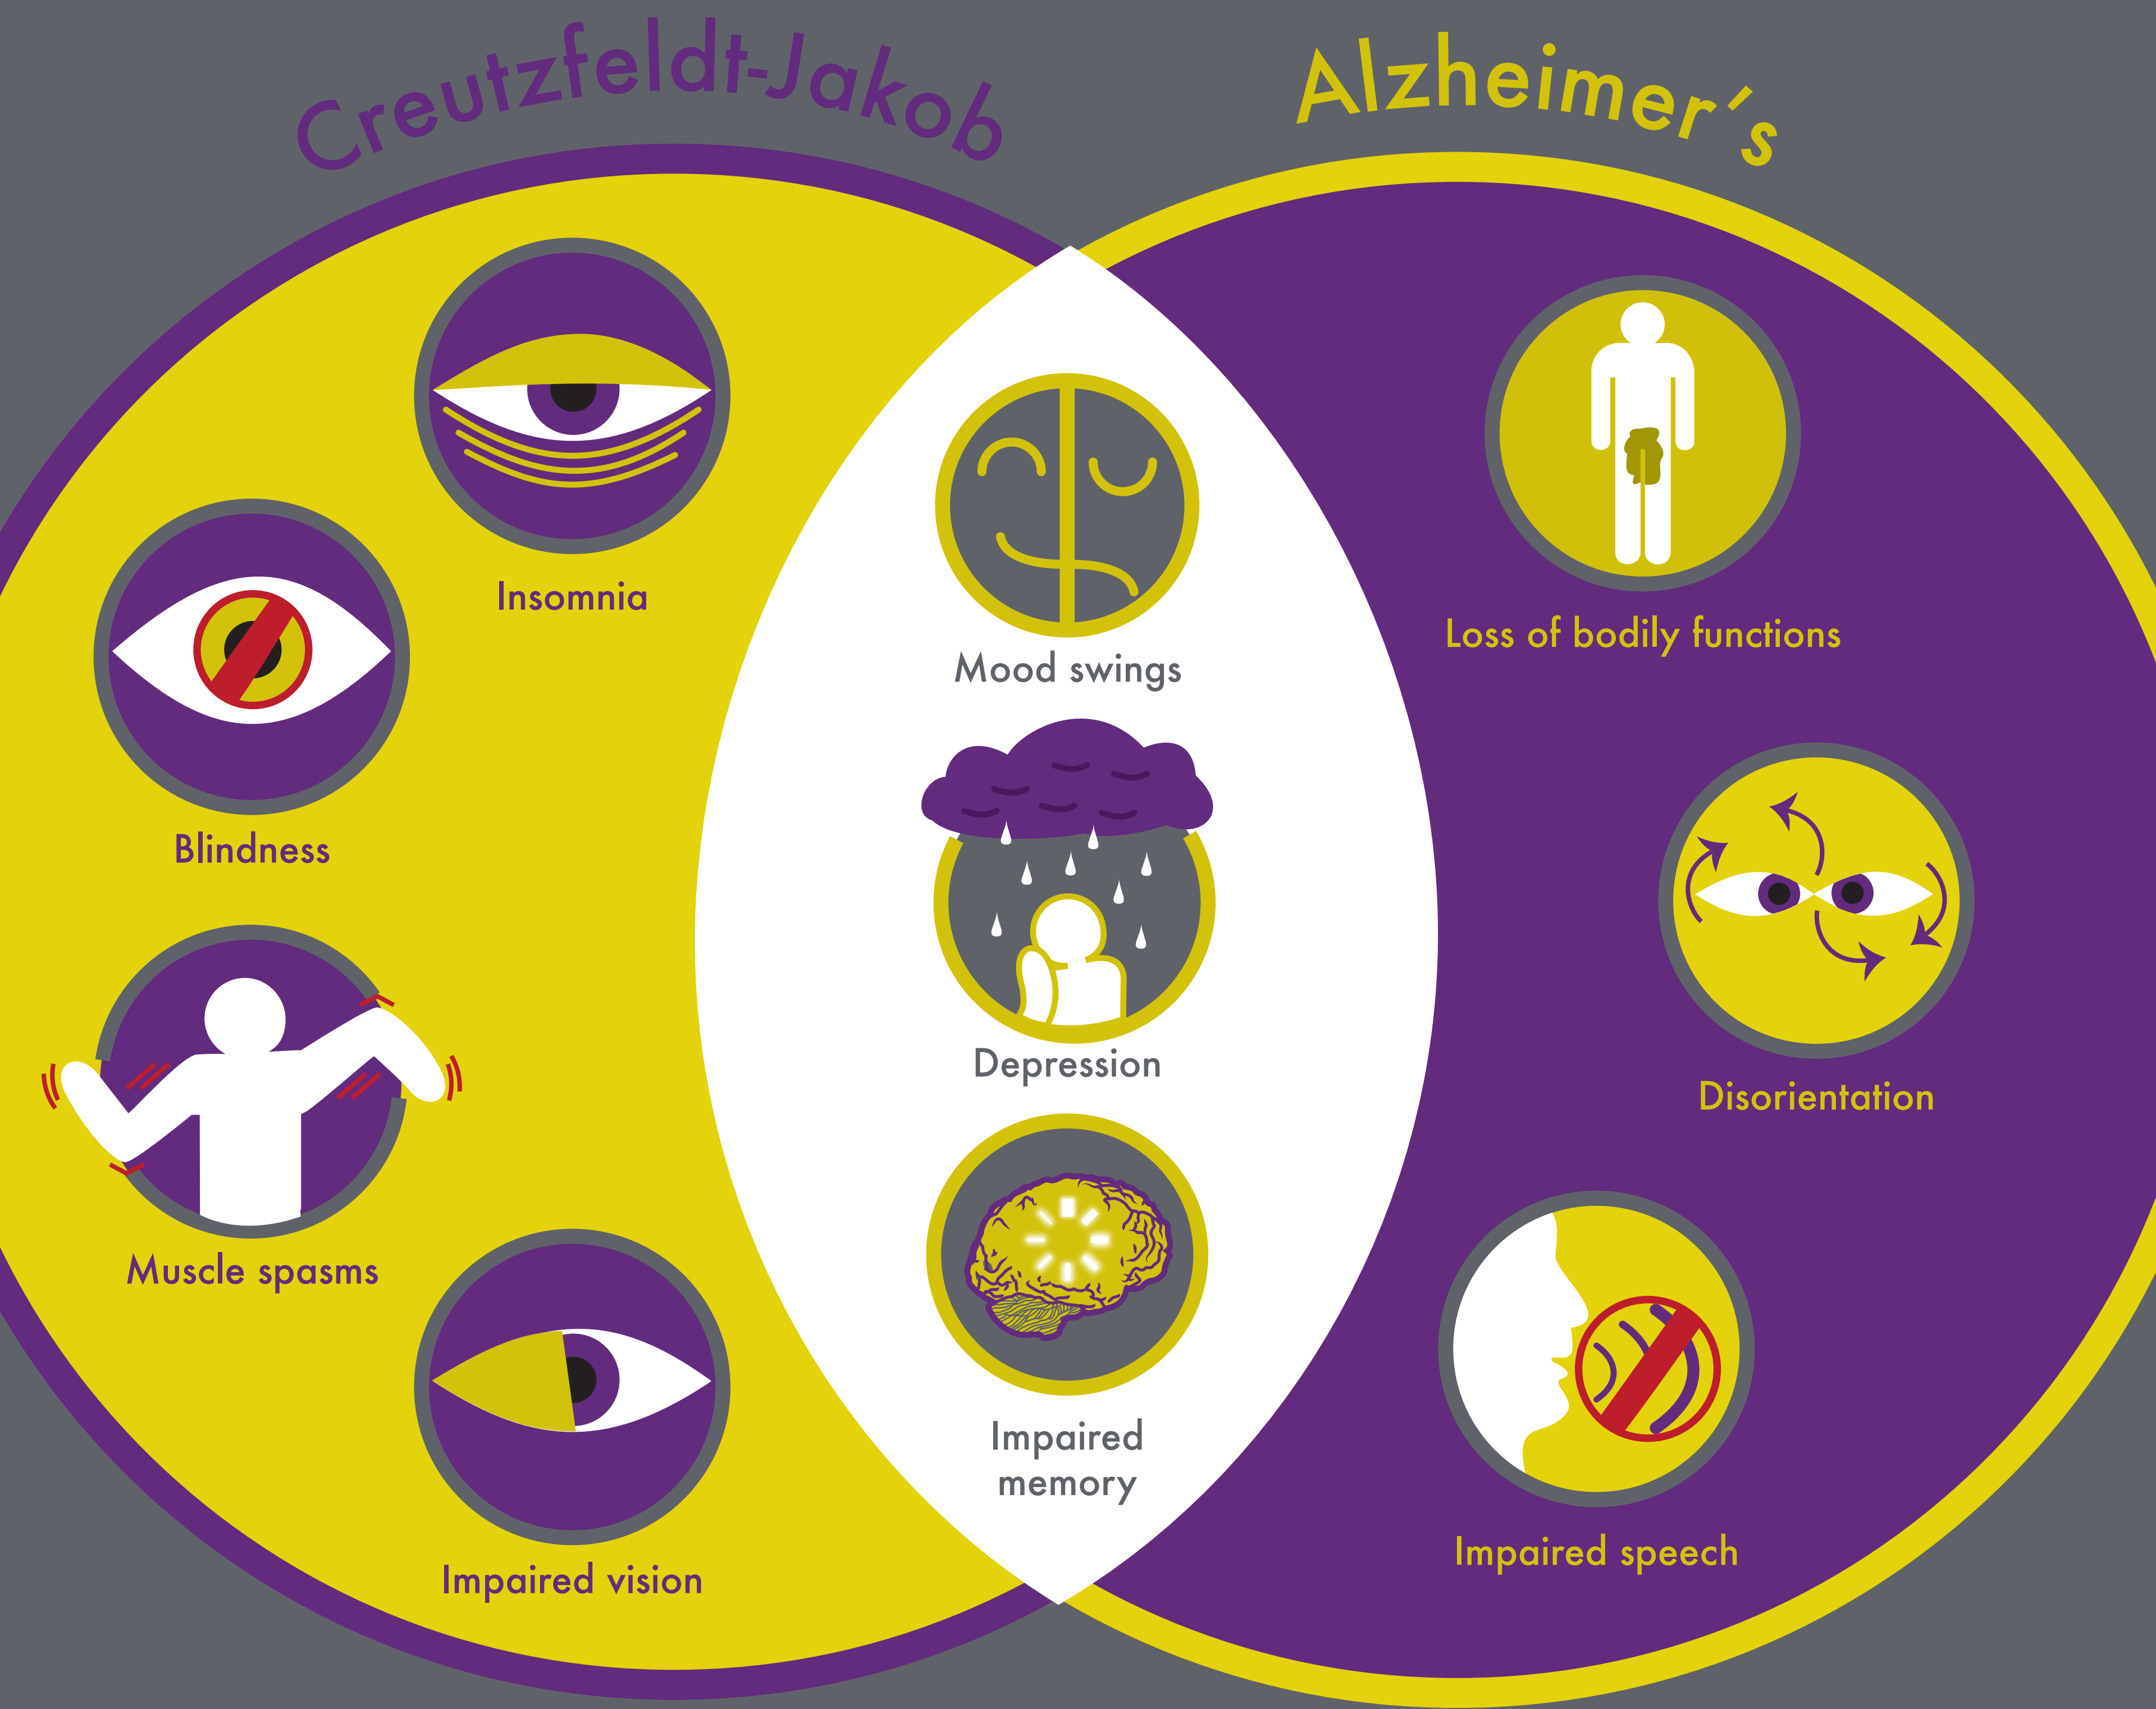 Creutzfeldt-Jakob
Alzheimer's
Insomnia
Blindness
Muscle spasms
Impaired vision
Mood swings
Depression
Impaired
memory
Loss of bodily functions
Disorientation
Impaired speech